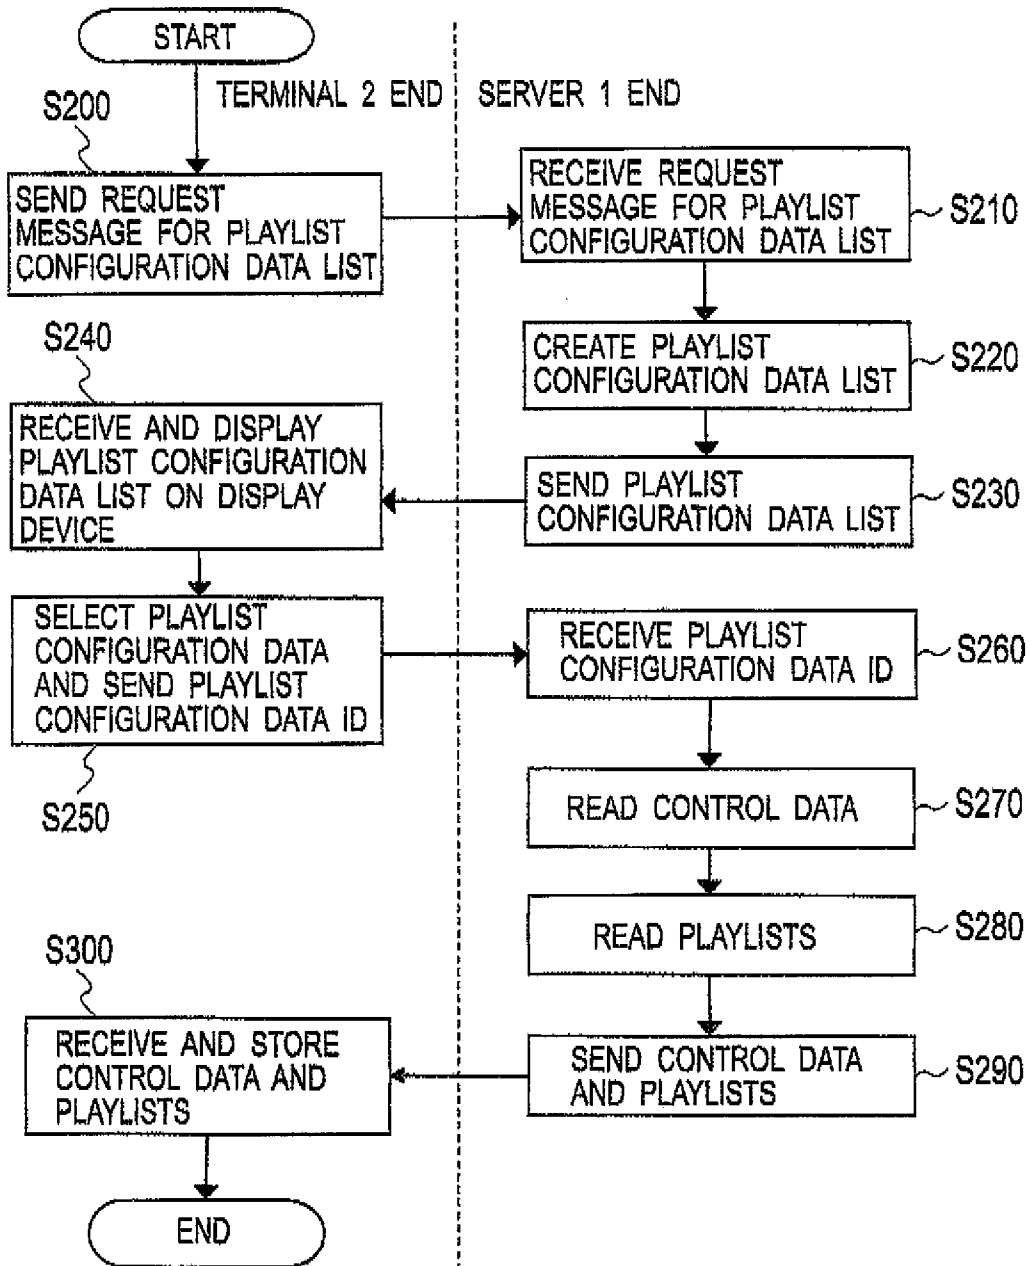 START
TERMINAL 2 END
SERVER 1 END
S200
SEND REQUEST
MESSAGE FOR PLAYLIST
CONFIGURATION DATA LIST
RECEIVE REQUEST
MESSAGE FOR PLAYLIST
CONFIGURATION DATA LIST
S210
CREATE PLAYLIST
CONFIGURATION DATA LIST
S220
SEND PLAYLIST
CONFIGURATION DATA LIST
S230
S240
RECEIVE AND DISPLAY
PLAYLIST CONFIGURATION
DATA LIST ON DISPLAY
DEVICE
SELECT PLAYLIST
CONFIGURATION DATA
AND SEND PLAYLIST
CONFIGURATION DATA ID
S250
RECEIVE PLAYLIST
CONFIGURATION DATA ID
S260
READ CONTROL DATA
S270
READ PLAYLISTS
S280
SEND CONTROL DATA
AND PLAYLISTS
S290
S300
RECEIVE AND STORE
CONTROL DATA AND
PLAYLISTS
END